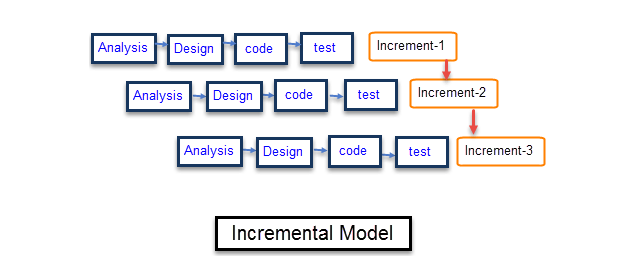 Analysis Design code test Increment-1
Analysis Design code test Increment-2
Analysis Design code test Increment-3
Incremental Model